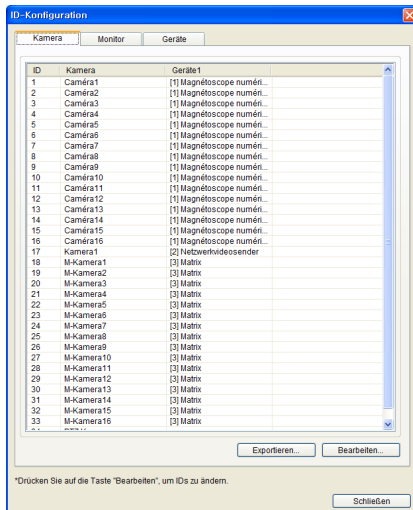 ID-Konfiguration
Kamera Monitor Geräte
ID Kamera Geräte1
1 Caméra1 [1] Magnétoscope numéri...
2 Caméra2 [1] Magnétoscope numéri...
3 Caméra3 [1] Magnétoscope numéri...
4 Caméra4 [1] Magnétoscope numéri...
5 Caméra5 [1] Magnétoscope numéri...
6 Caméra6 [1] Magnétoscope numéri...
7 Caméra7 [1] Magnétoscope numéri...
8 Caméra8 [1] Magnétoscope numéri...
9 Caméra9 [1] Magnétoscope numéri...
10 Caméra10 [1] Magnétoscope numéri...
11 Caméra11 [1] Magnétoscope numéri...
12 Caméra12 [1] Magnétoscope numéri...
13 Caméra13 [1] Magnétoscope numéri...
14 Caméra14 [1] Magnétoscope numéri...
15 Caméra15 [1] Magnétoscope numéri...
16 Caméra16 [1] Magnétoscope numéri...
17 Kamera1 [2] Netzwerkvideosender
18 M-Kamera1 [3] Matrix
19 M-Kamera2 [3] Matrix
20 M-Kamera3 [3] Matrix
21 M-Kamera4 [3] Matrix
22 M-Kamera5 [3] Matrix
23 M-Kamera6 [3] Matrix
24 M-Kamera7 [3] Matrix
25 M-Kamera8 [3] Matrix
26 M-Kamera9 [3] Matrix
27 M-Kamera10 [3] Matrix
28 M-Kamera11 [3] Matrix
29 M-Kamera12 [3] Matrix
30 M-Kamera13 [3] Matrix
31 M-Kamera14 [3] Matrix
32 M-Kamera15 [3] Matrix
33 M-Kamera16 [3] Matrix
Exportieren... Bearbeiten...
*Drücken Sie auf die Taste "Bearbeiten", um IDs zu ändern.
Schließen